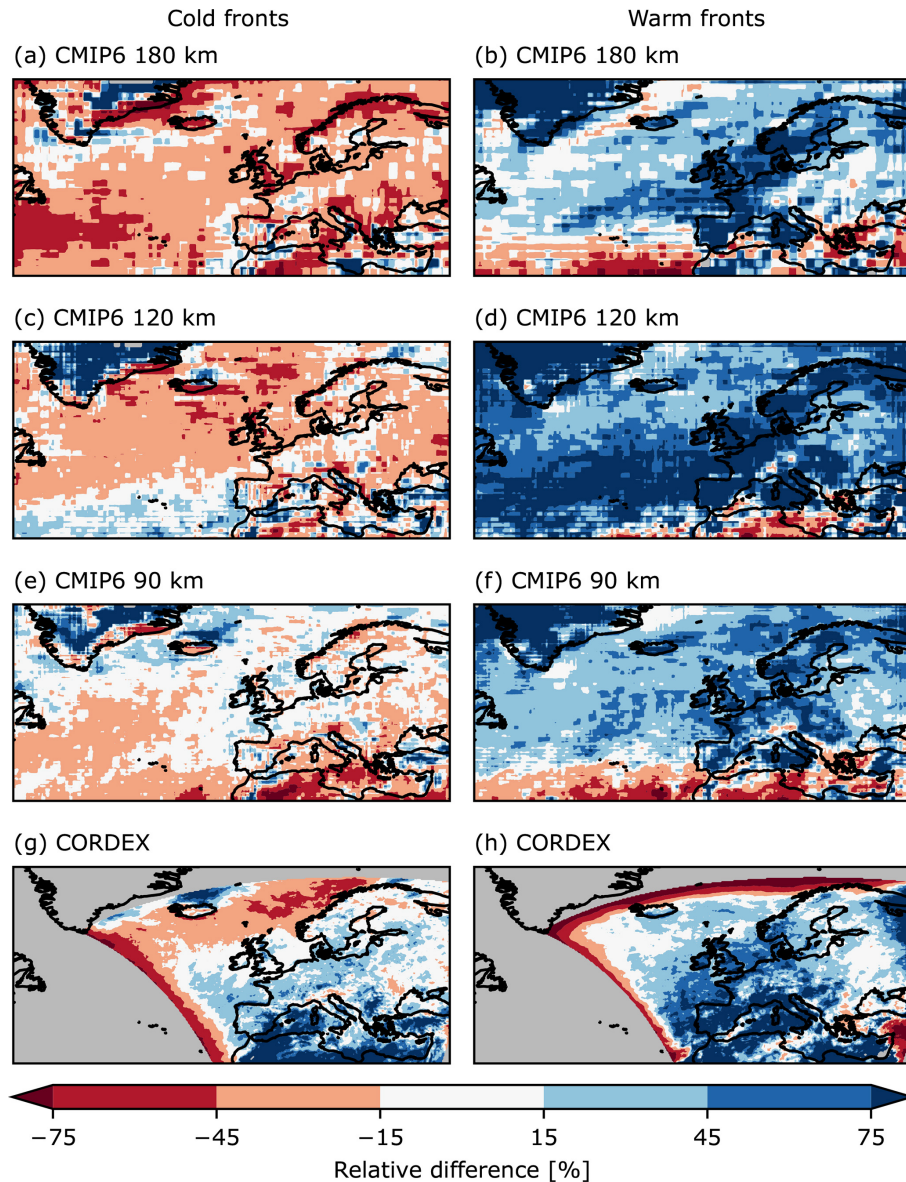 Cold fronts
Warm fronts
(a) CMIP6 180 km
(b) CMIP6 180 km
(c) CMIP6 120 km
(d) CMIP6 120 km
(e) CMIP6 90 km
(f) CMIP6 90 km
(g) CORDEX
(h) CORDEX
−75 −45 −15 15 45 75
Relative difference [%]